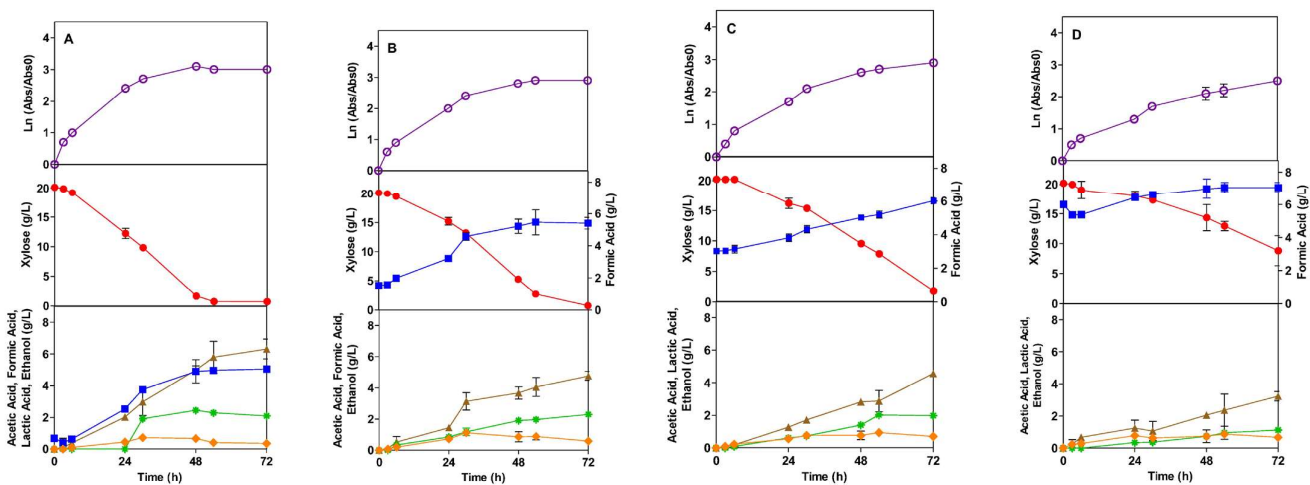 A
Ln (Abs/Abs0)
4
3
2
1
0
Xylose (g/L)
20
15
10
5
0
Acetic Acid, Formic Acid,
Lactic Acid, Ethanol (g/L)
8
6
4
2
0
0 24 48 72
Time (h)
B
Ln (Abs/Abs0)
4
3
2
1
0
Xylose (g/L)
20
15
10
5
0
Formic Acid (g/L)
8
6
4
2
0
Acetic Acid, Formic Acid,
Ethanol (g/L)
8
6
4
2
0
0 24 48 72
Time (h)
C
Ln (Abs/Abs0)
4
3
2
1
0
Xylose (g/L)
20
15
10
5
0
Formic Acid (g/L)
8
6
4
2
0
Acetic Acid, Lactic Acid,
Ethanol (g/L)
8
6
4
2
0
0 24 48 72
Time (h)
D
Ln (Abs/Abs0)
4
3
2
1
0
Xylose (g/L)
20
15
10
5
0
Formic Acid (g/L)
8
6
4
2
0
Acetic Acid, Lactic Acid,
Ethanol (g/L)
8
6
4
2
0
0 24 48 72
Time (h)